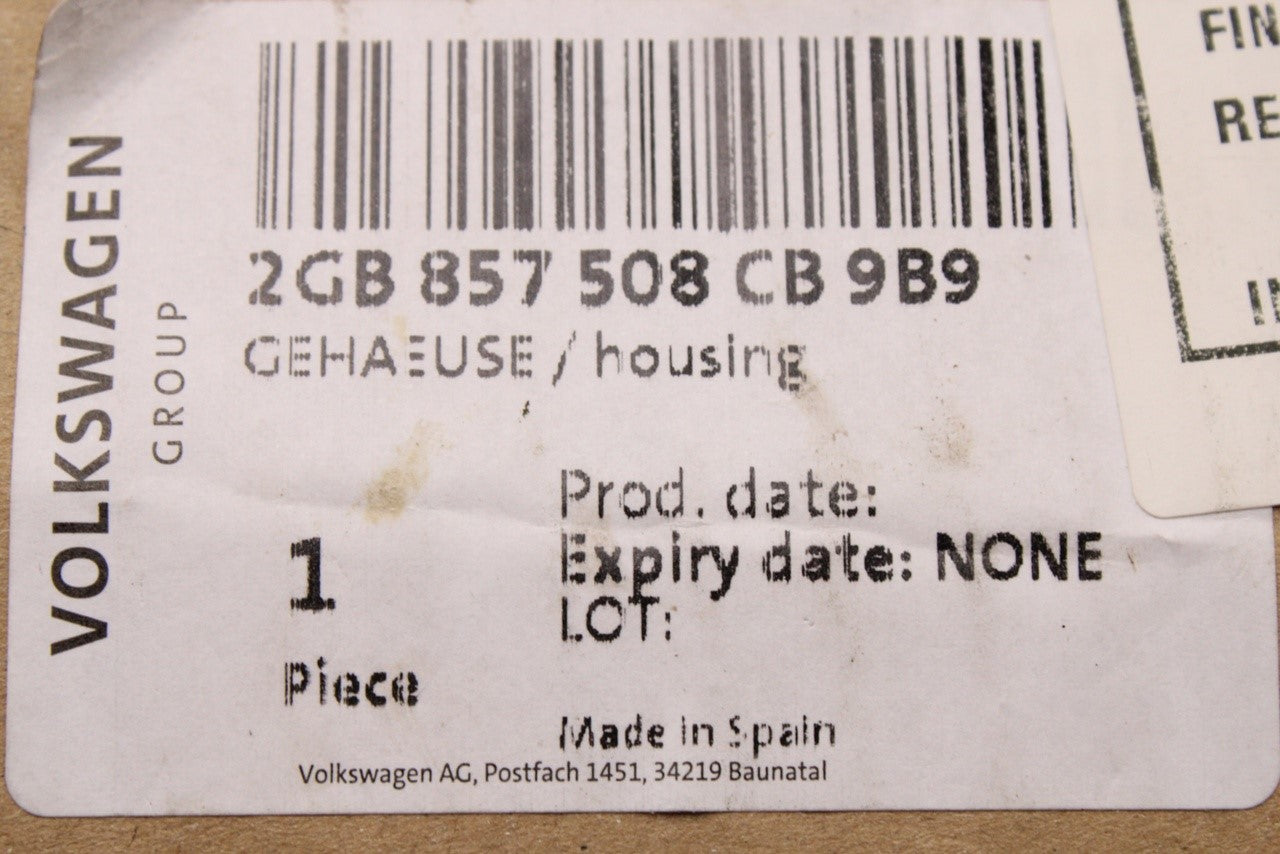 VOLKSWAGEN
GROUP
2GB 857 508 CB 9B9
GEHAEUSE / housing
1
Piece
Prod. date:
Expiry date: NONE
LOT:
Made in Spain
Volkswagen AG, Postfach 1451, 34219 Baunatal
FIN
RE